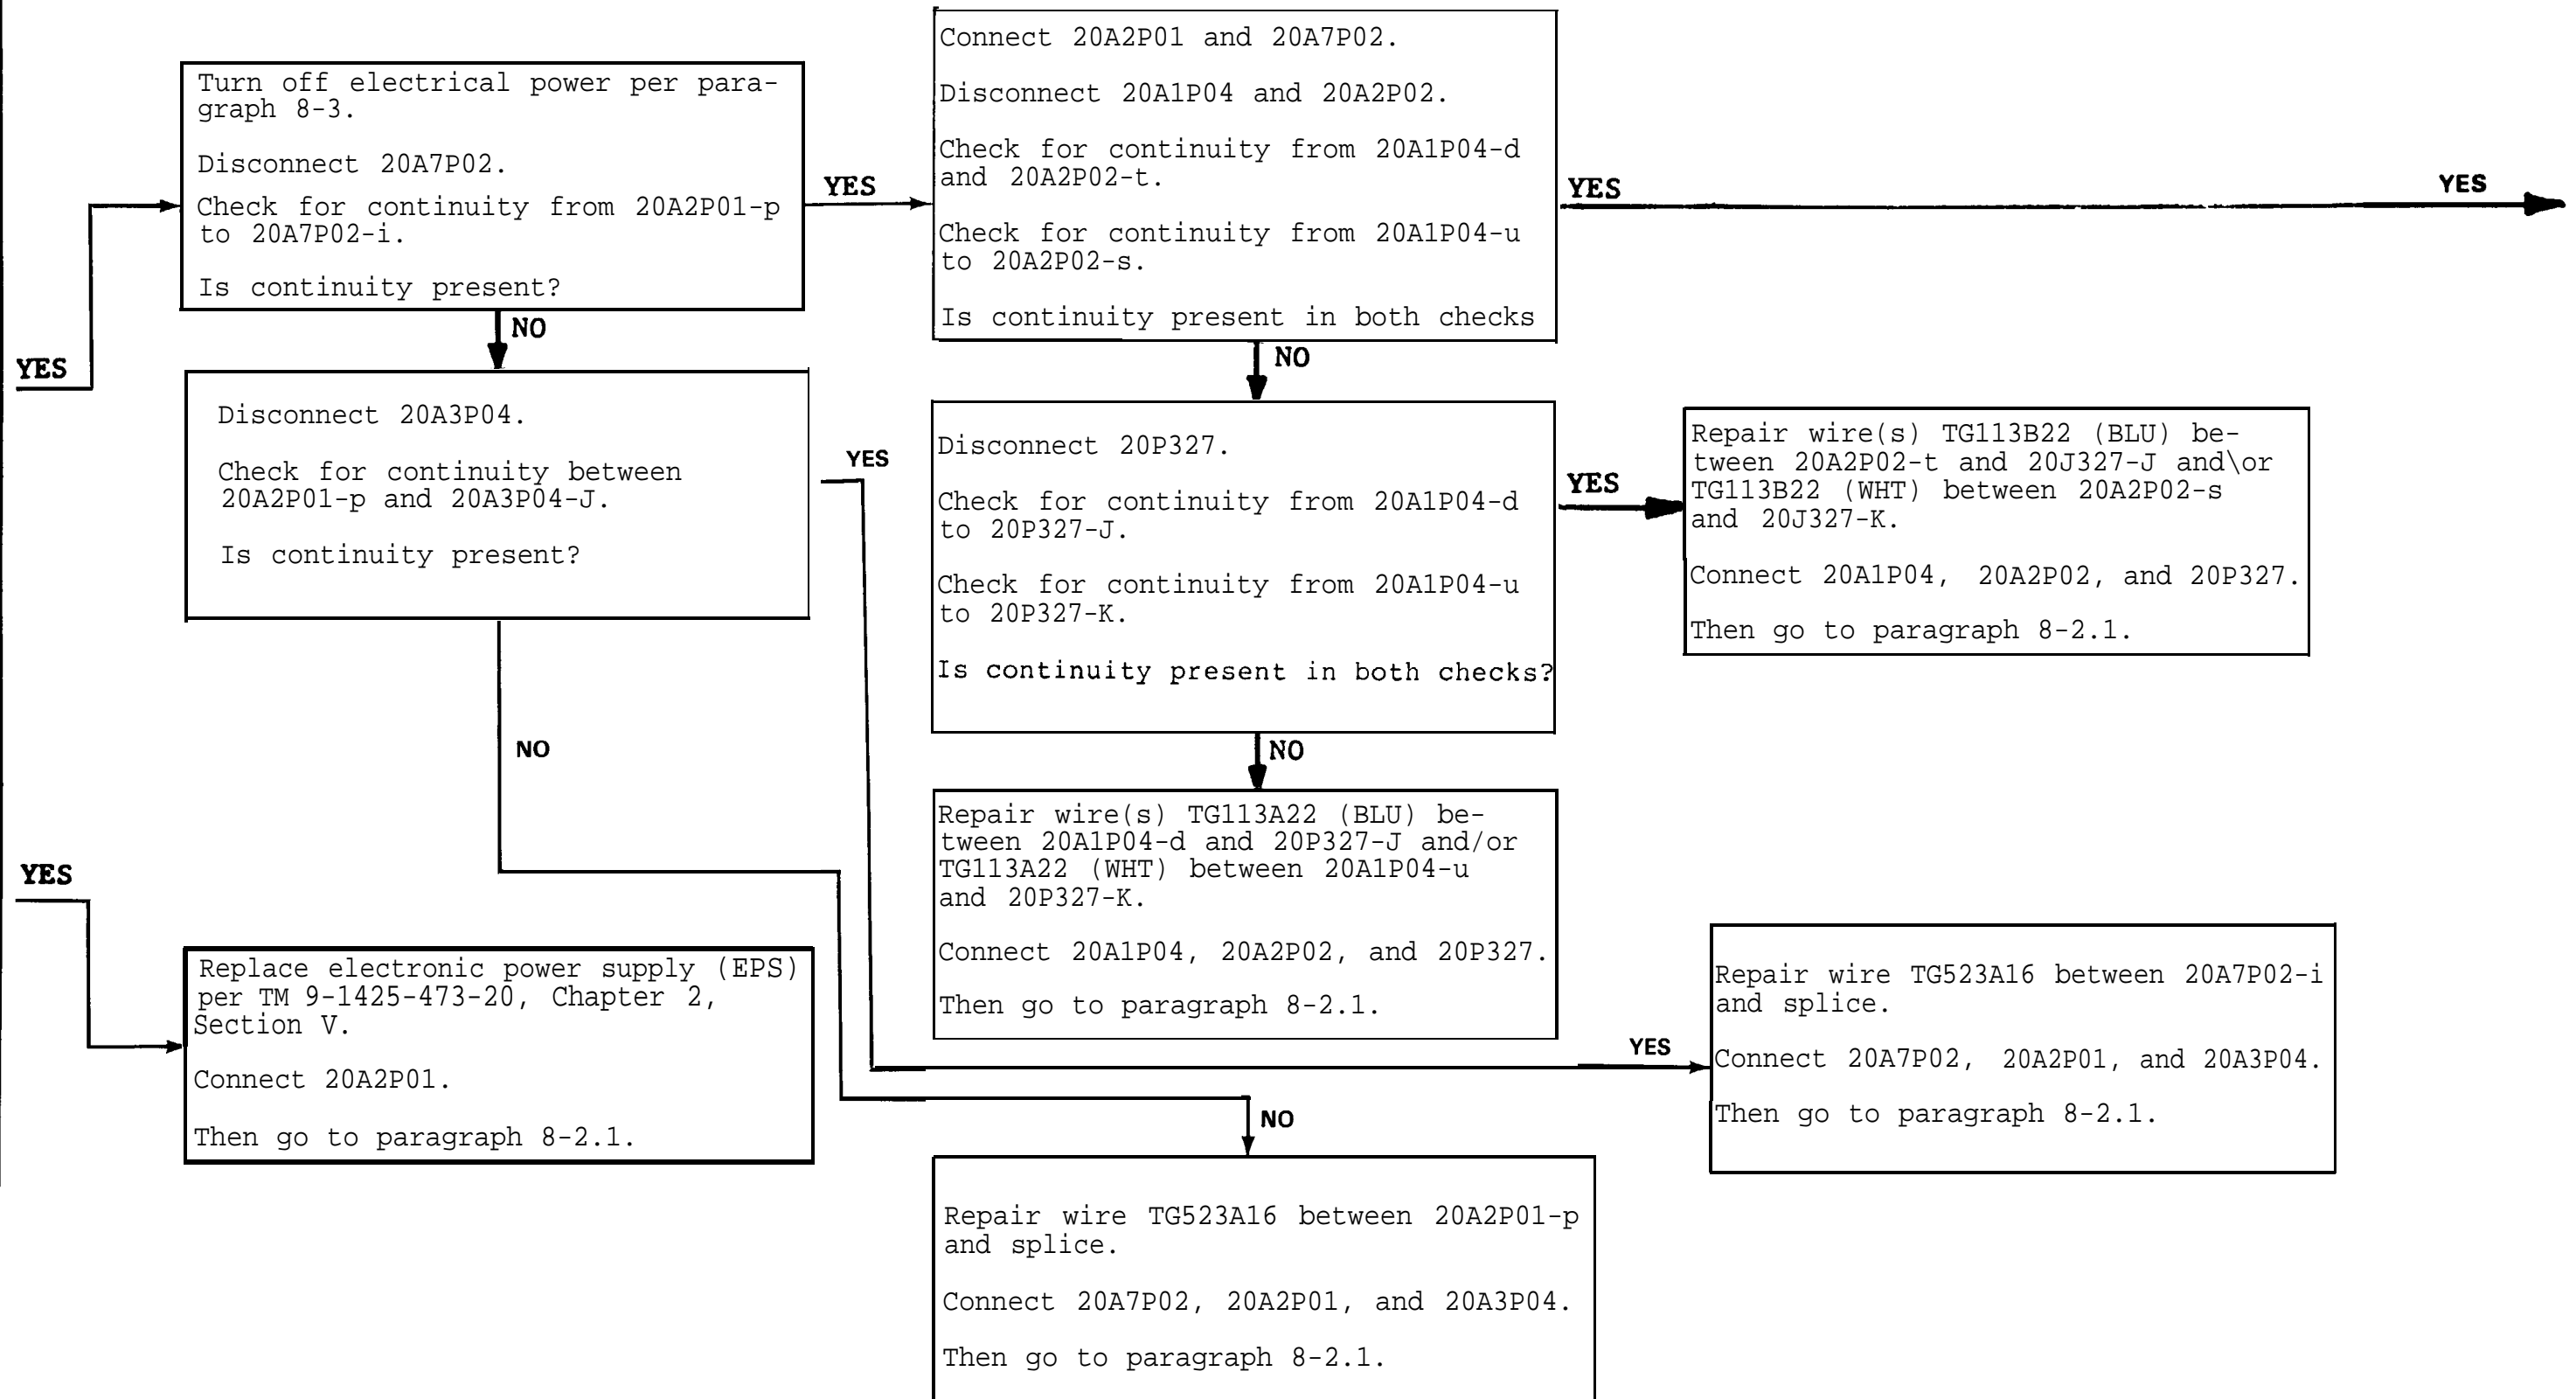 YES
Turn off electrical power per para-
graph 8-3.
Disconnect 20A7P02.
Check for continuity from 20A2P01-p
to 20A7P02-i.
Is continuity present?
YES
NO
Connect 20A2P01 and 20A7P02.
Disconnect 20A1P04 and 20A2P02.
Check for continuity from 20A1P04-d
and 20A2P02-t.
Check for continuity from 20A1P04-u
to 20A2P02-s.
Is continuity present in both checks
YES
YES
NO
Disconnect 20A3P04.
Check for continuity between
20A2P01-p and 20A3P04-J.
Is continuity present?
YES
NO
Disconnect 20P327.
Check for continuity from 20A1P04-d
to 20P327-J.
Check for continuity from 20A1P04-u
to 20P327-K.
Is continuity present in both checks?
YES
NO
Repair wire(s) TG113B22 (BLU) be-
tween 20A2P02-t and 20J327-J and\or
TG113B22 (WHT) between 20A2P02-s
and 20J327-K.
Connect 20A1P04, 20A2P02, and 20P327.
Then go to paragraph 8-2.1.
Repair wire(s) TG113A22 (BLU) be-
tween 20A1P04-d and 20P327-J and/or
TG113A22 (WHT) between 20A1P04-u
and 20P327-K.
Connect 20A1P04, 20A2P02, and 20P327.
Then go to paragraph 8-2.1.
YES
Replace electronic power supply (EPS)
per TM 9-1425-473-20, Chapter 2,
Section V.
Connect 20A2P01.
Then go to paragraph 8-2.1.
YES
Repair wire TG523A16 between 20A7P02-i
and splice.
Connect 20A7P02, 20A2P01, and 20A3P04.
Then go to paragraph 8-2.1.
NO
Repair wire TG523A16 between 20A2P01-p
and splice.
Connect 20A7P02, 20A2P01, and 20A3P04.
Then go to paragraph 8-2.1.